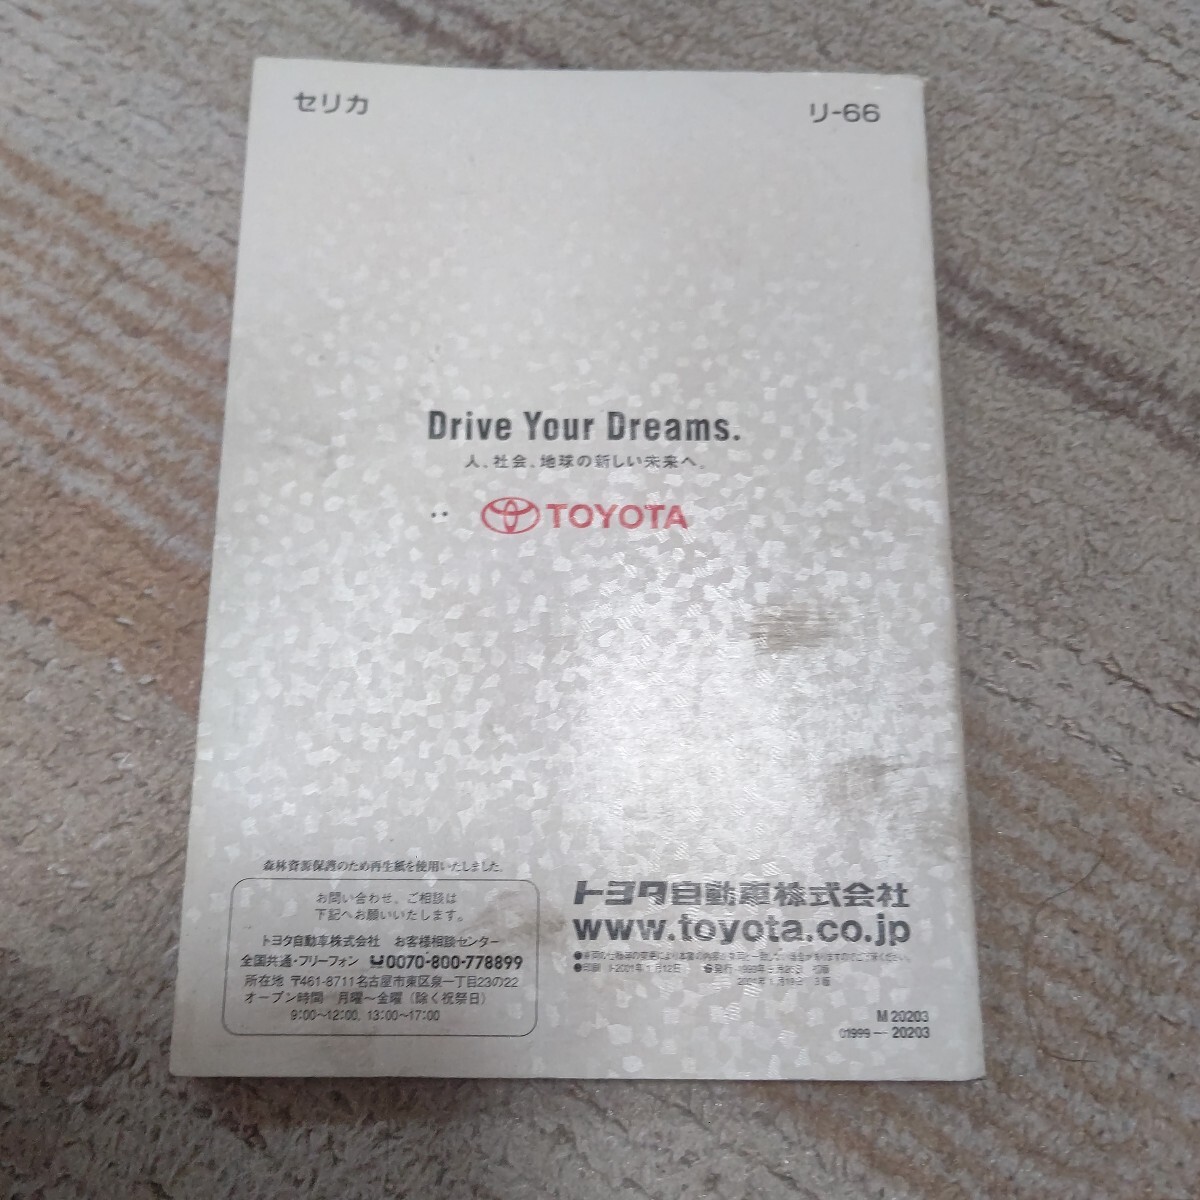 セリカ
リ-66
Drive Your Dreams.
人、社会、地球の新しい未来へ。
TOYOTA
森林資源保護のため再生紙を使用いたしました。
お問い合わせ、ご相談は
下記へお願いいたします。
トヨタ自動車株式会社 お客様相談センター
全国共通・フリーフォン 0070-800-778899
所在地 〒461-8711名古屋市東区泉一丁目23の22
オープン時間 月曜〜金曜（除く祝祭日）
9:00〜12:00, 13:00〜17:00
トヨタ自動車株式会社
www.toyota.co.jp
M 20203
01999－20203